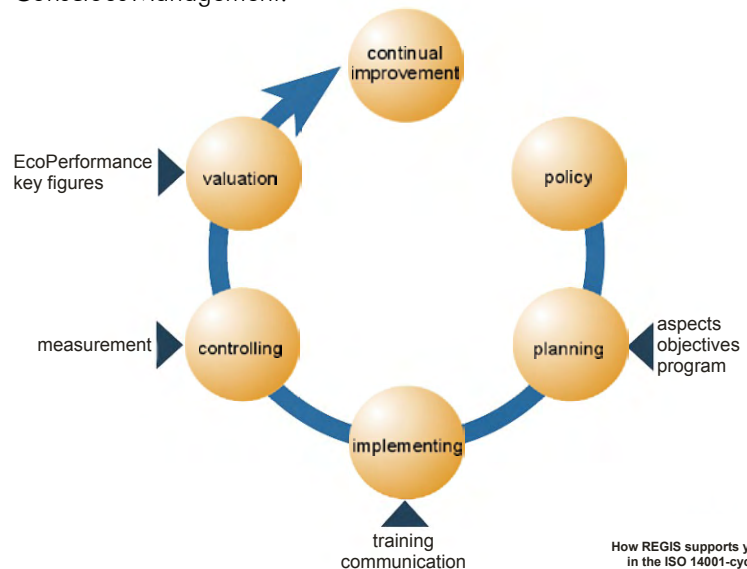 continual
improvement
EcoPerformance
key figures
valuation
policy
measurement
controlling
planning
aspects
objectives
program
implementing
training
communication
How REGIS supports
in the ISO 14001-